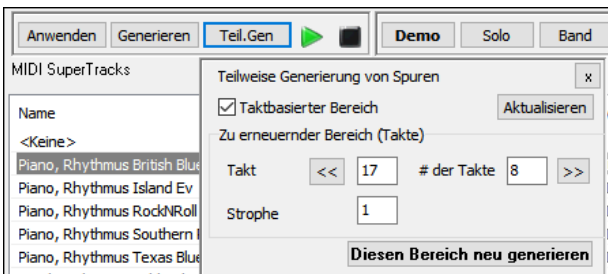 Anwenden Generieren Teil.Gen Demo Solo Band
MIDI SuperTracks
Teilweise Generierung von Spuren x
Taktbasierter Bereich Aktualisieren
Name
Zu erneuernder Bereich (Takte)
<Keine>
Piano, Rhythmus British Blue
Takt << 17 # der Takte 8 >>
Piano, Rhythmus Island Ev
Piano, Rhythmus RockNRoll
Strophe 1
Piano, Rhythmus Southern
Piano, Rhythmus Texas Blue
Diesen Bereich neu generieren